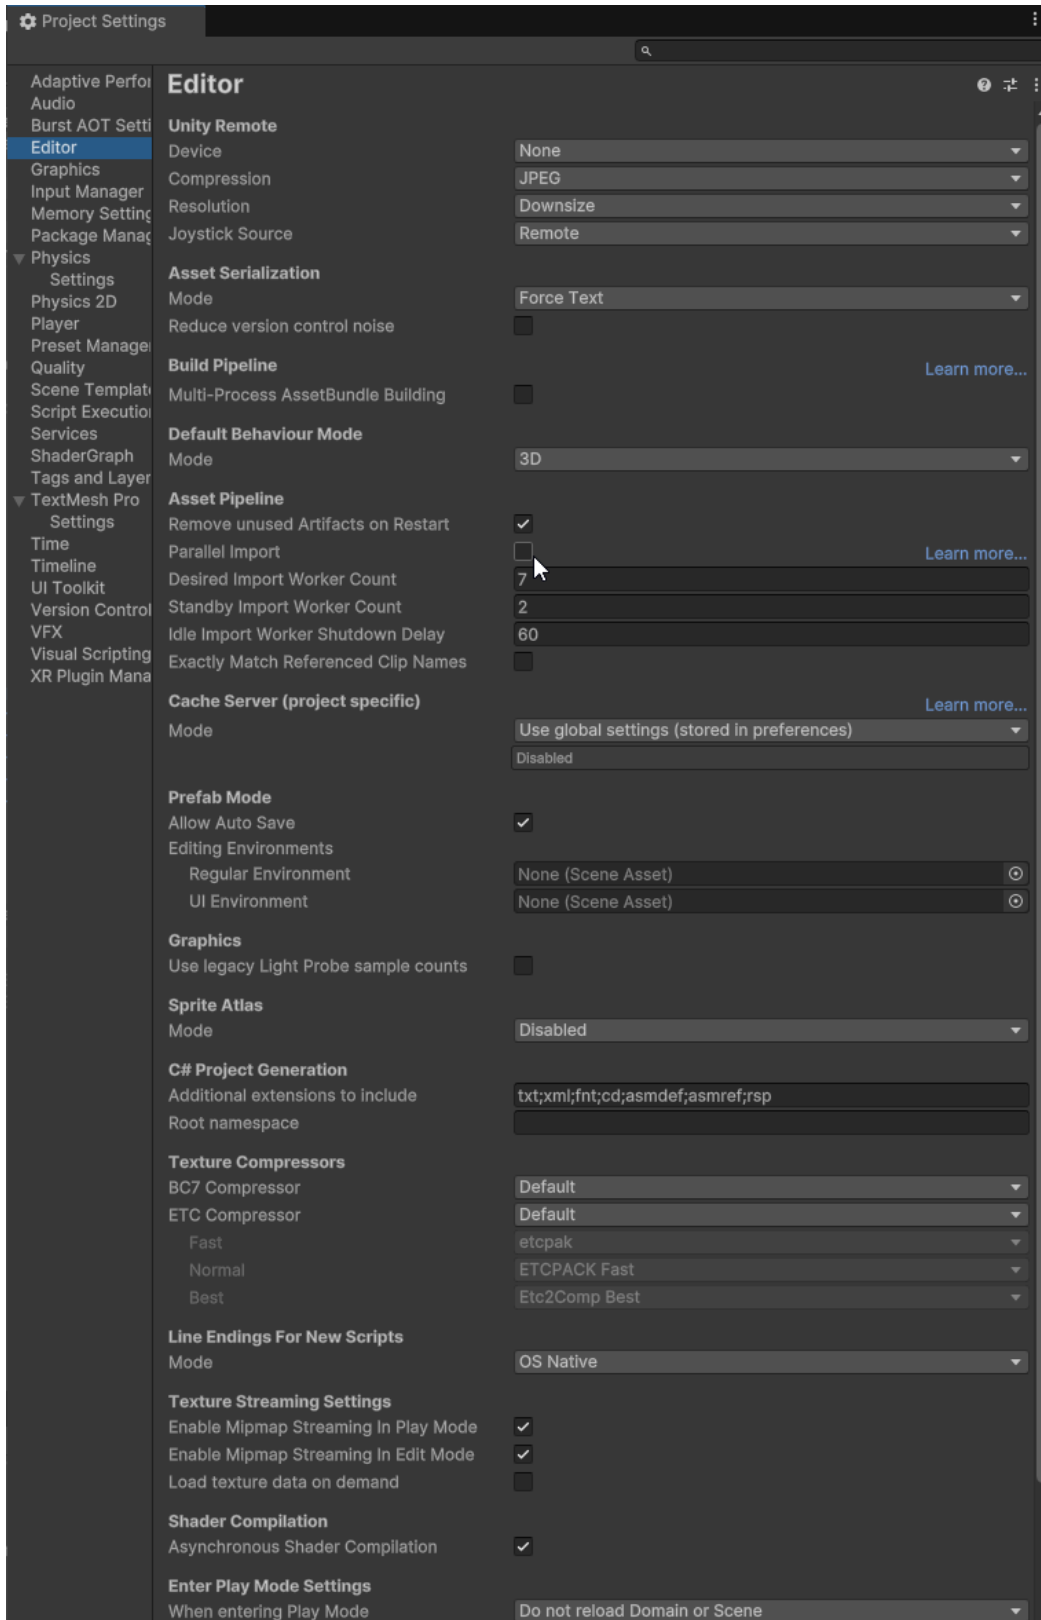 Project Settings
Adaptive Perfor
Audio
Burst AOT Setti
Editor
Graphics
Input Manager
Memory Setting
Package Manag
Physics
Settings
Physics 2D
Player
Preset Manager
Quality
Scene Template
Script Execution
Services
ShaderGraph
Tags and Layer
TextMesh Pro
Settings
Time
Timeline
UI Toolkit
Version Control
VFX
Visual Scripting
XR Plugin Mana
Editor
Unity Remote
Device None
Compression JPEG
Resolution Downsize
Joystick Source Remote
Asset Serialization
Mode Force Text
Reduce version control noise
Build Pipeline Learn more...
Multi-Process AssetBundle Building
Default Behaviour Mode
Mode 3D
Asset Pipeline
Remove unused Artifacts on Restart
Parallel Import Learn more...
Desired Import Worker Count 7
Standby Import Worker Count 2
Idle Import Worker Shutdown Delay 60
Exactly Match Referenced Clip Names
Cache Server (project specific) Learn more...
Mode Use global settings (stored in preferences)
Disabled
Prefab Mode
Allow Auto Save
Editing Environments
Regular Environment None (Scene Asset)
UI Environment None (Scene Asset)
Graphics
Use legacy Light Probe sample counts
Sprite Atlas
Mode Disabled
C# Project Generation
Additional extensions to include txt;xml;fnt;cd;asmdef;asmref;rsp
Root namespace
Texture Compressors
BC7 Compressor Default
ETC Compressor Default
Fast etcpak
Normal ETCPACK Fast
Best Etc2Comp Best
Line Endings For New Scripts
Mode OS Native
Texture Streaming Settings
Enable Mipmap Streaming In Play Mode
Enable Mipmap Streaming In Edit Mode
Load texture data on demand
Shader Compilation
Asynchronous Shader Compilation
Enter Play Mode Settings
When entering Play Mode Do not reload Domain or Scene